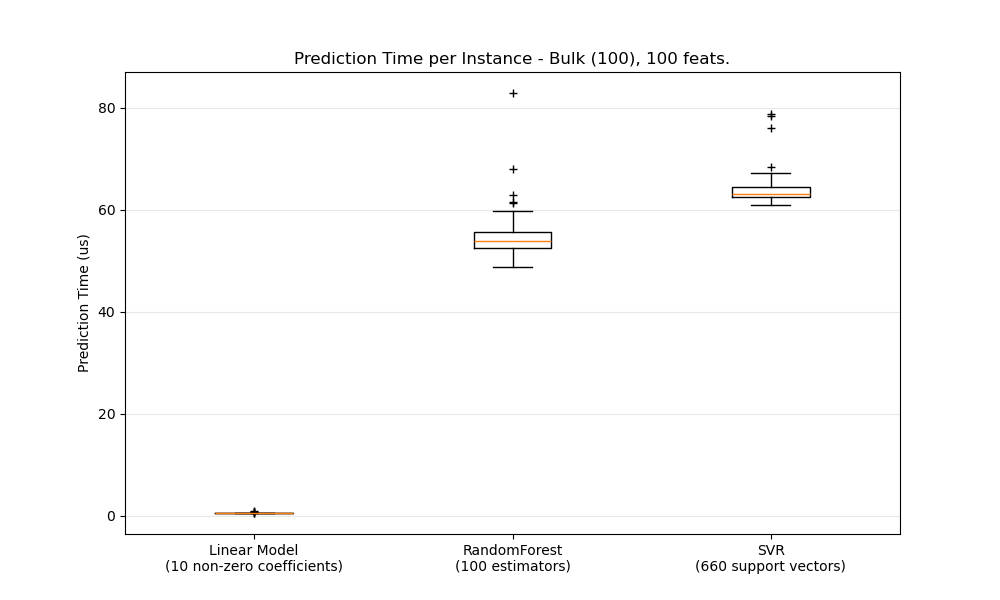 Prediction Time per Instance - Bulk (100), 100 feats.
Prediction Time (us)
80
60
40
20
0
Linear Model
(10 non-zero coefficients)
RandomForest
(100 estimators)
SVR
(660 support vectors)